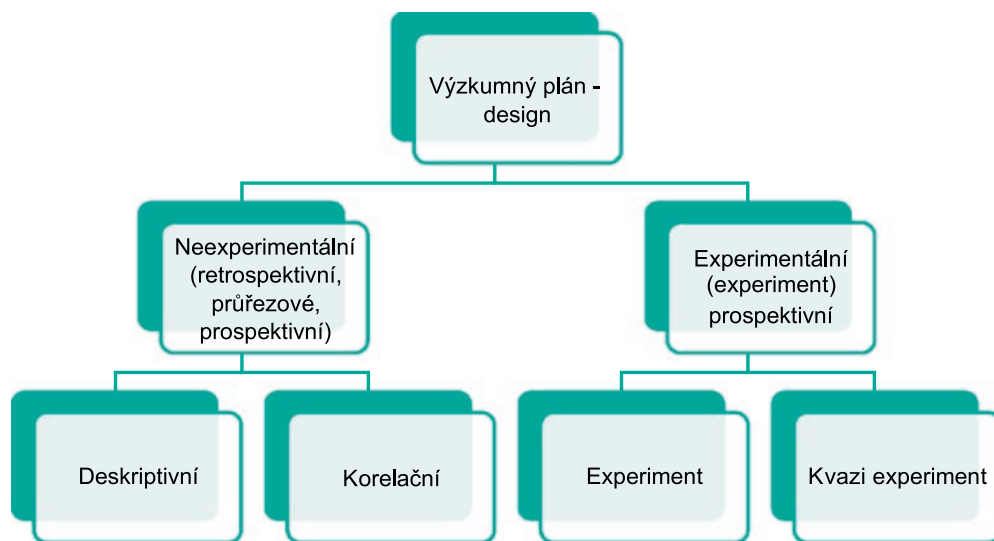 Výzkumný plán -
design
Neexperimentální
(retrospektivní,
průřezové,
prospektivní)
Experimentální
(experiment)
prospektivní
Deskriptivní
Korelační
Experiment
Kvazi experiment